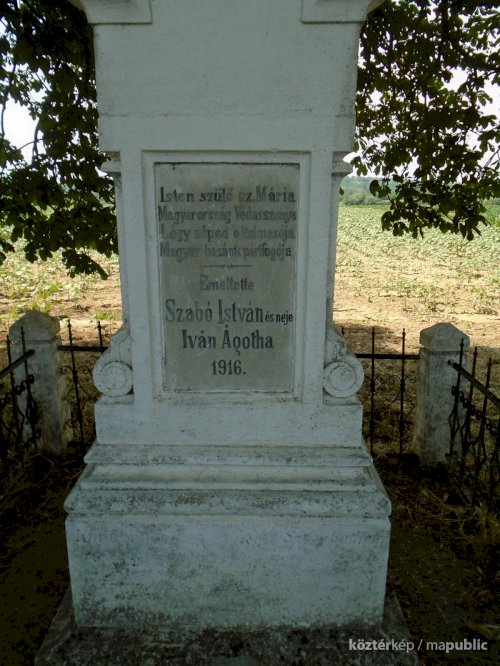 Isten szülő sz. Mária
Magyarország Védasszonya
Légy néped oltalmasulja
Magyar hazánk pártfogója
Emeltette
Szabó István és neje
Iván Ágotha
1916.
köztérkép / mapublic